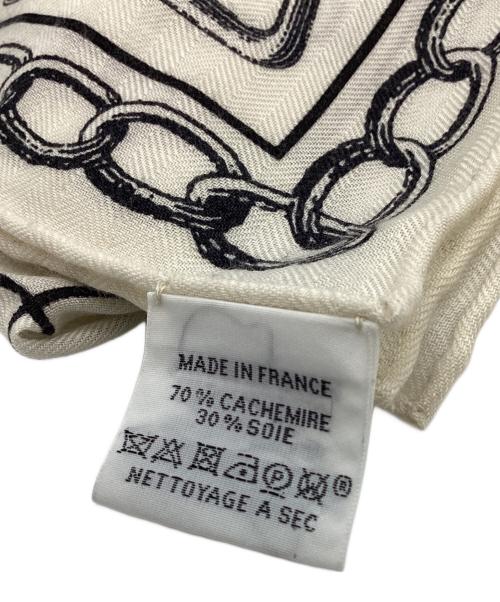 MADE IN FRANCE
70 % CACHEMIRE
30 % SOIE
P W ®
NETTOYAGE A SEC